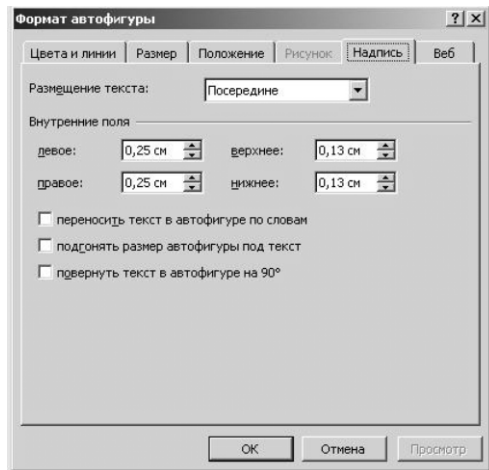 Формат автофигуры
Цвета и линии Размер Положение Рисунок Надпись Веб
Размещение текста: Посередине
Внутренние поля
левое: 0,25 см верхнее: 0,13 см
правое: 0,25 см нижнее: 0,13 см
переносить текст в автофигуре по словам
подгонять размер автофигуры под текст
повернуть текст в автофигуре на 90°
ОК Отмена Просмотр